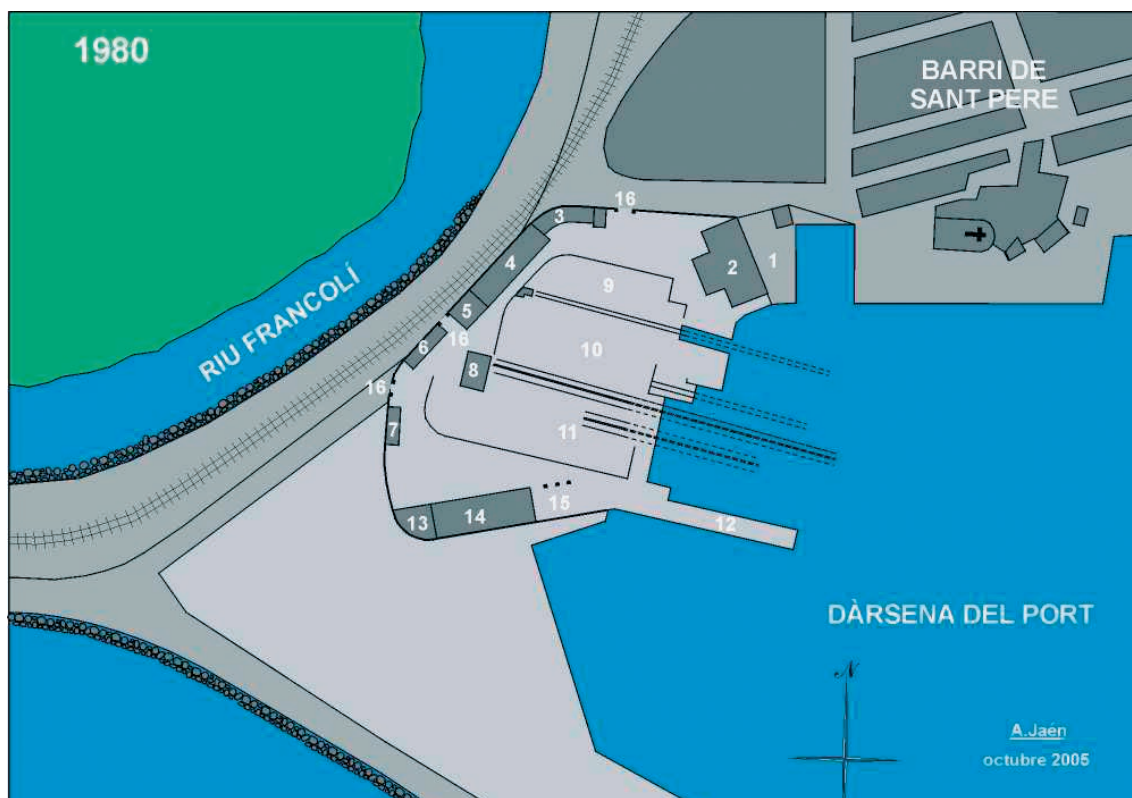 1980
BARRI DE
SANT PERE
RIU FRANCOLÍ
16
3
4
2
1
9
5
16
6
10
8
16
7
11
15
13
14
12
DÀRSENA DEL PORT
N
A.Jaén
octubre 2005